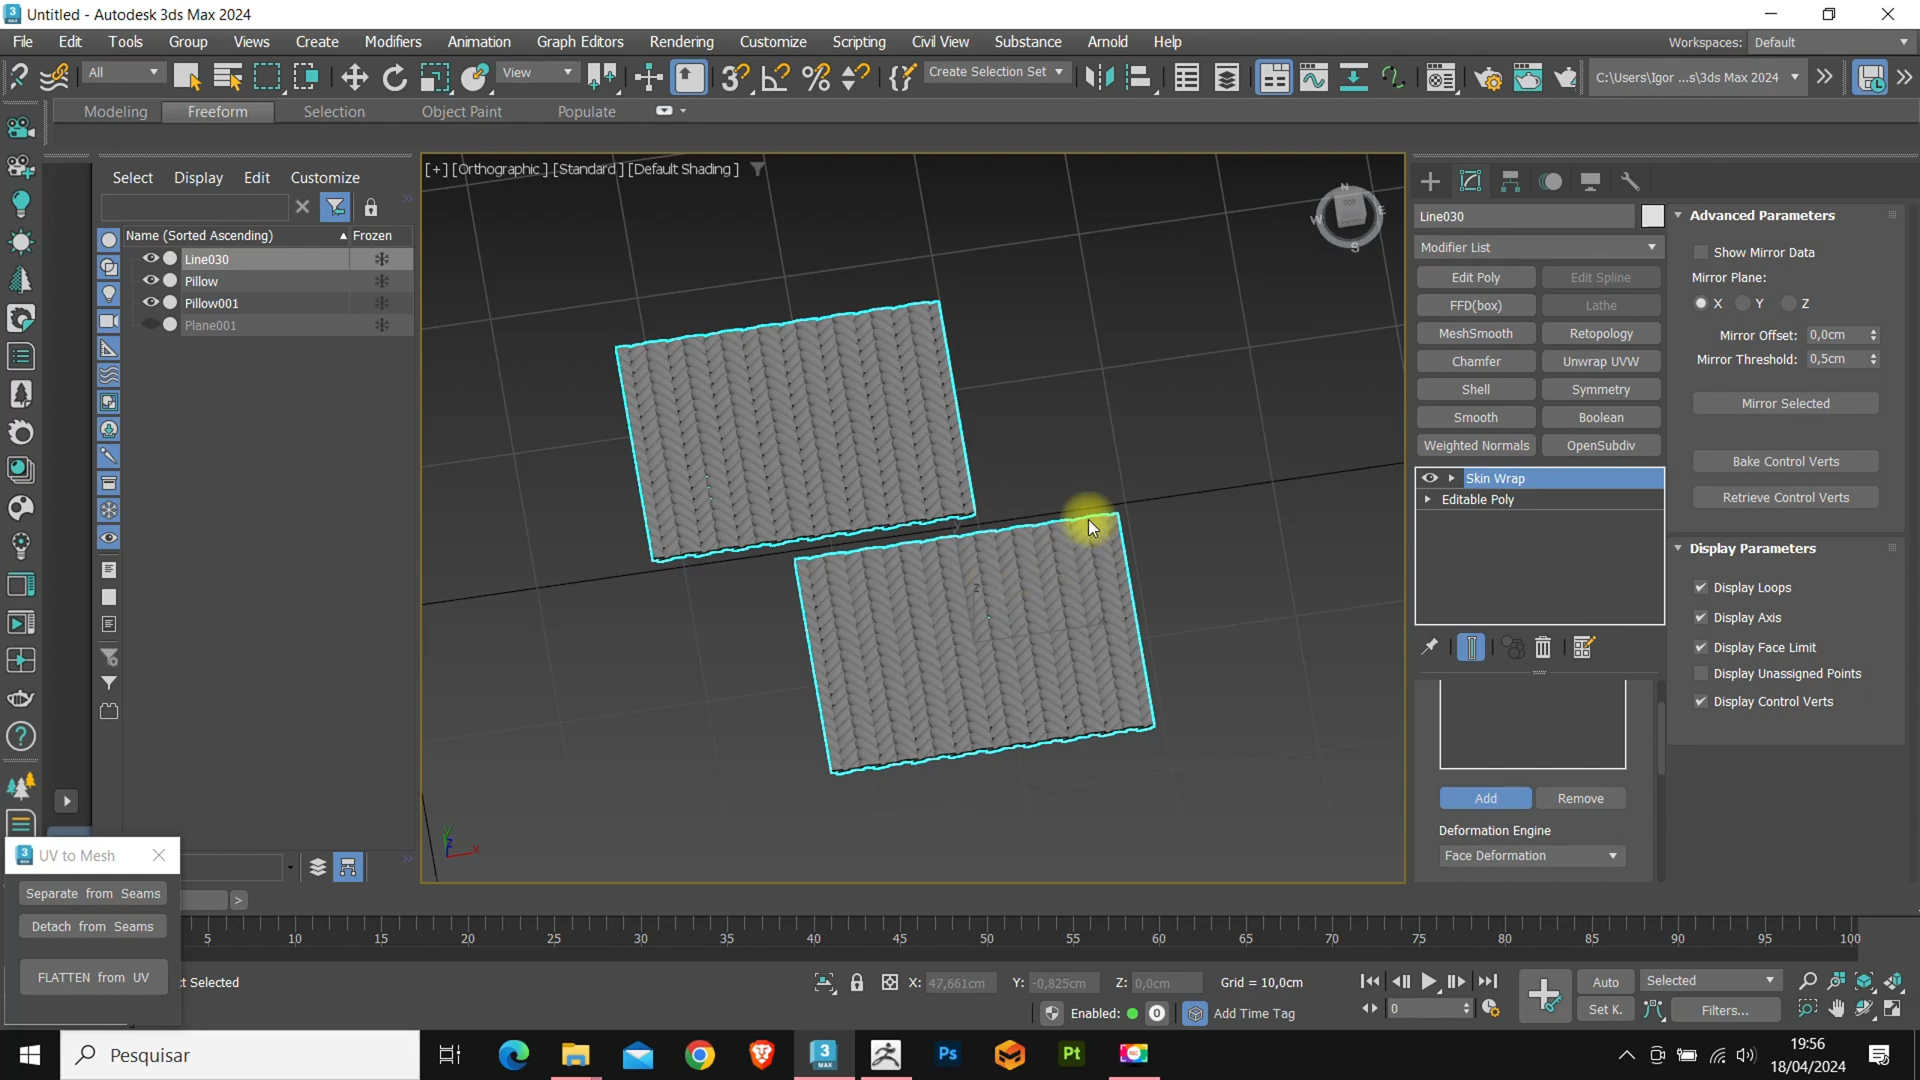 Untitled - Autodesk 3ds Max 2024
File Edit Tools Group Views Create Modifiers Animation Graph Editors Rendering Customize Scripting Civil View Substance Arnold Help Workspaces: Default
All View Create Selection Set C:\Users\Igor ...s\3ds Max 2024
Modeling Freeform Selection Object Paint Populate
Select Display Edit Customize
[+] [Orthographic] [Standard] [Default Shading]
Name (Sorted Ascending) Frozen
Line030
Pillow
Pillow001
Plane001
TOP
N
W
E
S
Z
Line030
Modifier List
Edit Poly Edit Spline
FFD(box) Lathe
MeshSmooth Retopology
Chamfer Unwrap UVW
Shell Symmetry
Smooth Boolean
Weighted Normals OpenSubdiv
Skin Wrap
Editable Poly
Add Remove
Deformation Engine
Face Deformation
Advanced Parameters
Show Mirror Data
Mirror Plane:
X Y Z
Mirror Offset: 0,0cm
Mirror Threshold: 0,5cm
Mirror Selected
Bake Control Verts
Retrieve Control Verts
Display Parameters
Display Loops
Display Axis
Display Face Limit
Display Unassigned Points
Display Control Verts
UV to Mesh
Separate from Seams
Detach from Seams
FLATTEN from UV
5 10 15 20 25 30 35 40 45 50 55 60 65 70 75 80 85 90 95 100
ct Selected X: 47,661cm Y: -0,825cm Z: 0,0cm Grid = 10,0cm
Enabled: 0 Add Time Tag
0
Auto Selected
Set K. Filters...
Pesquisar
3 MAX
Ps
Pt
19:56
18/04/2024